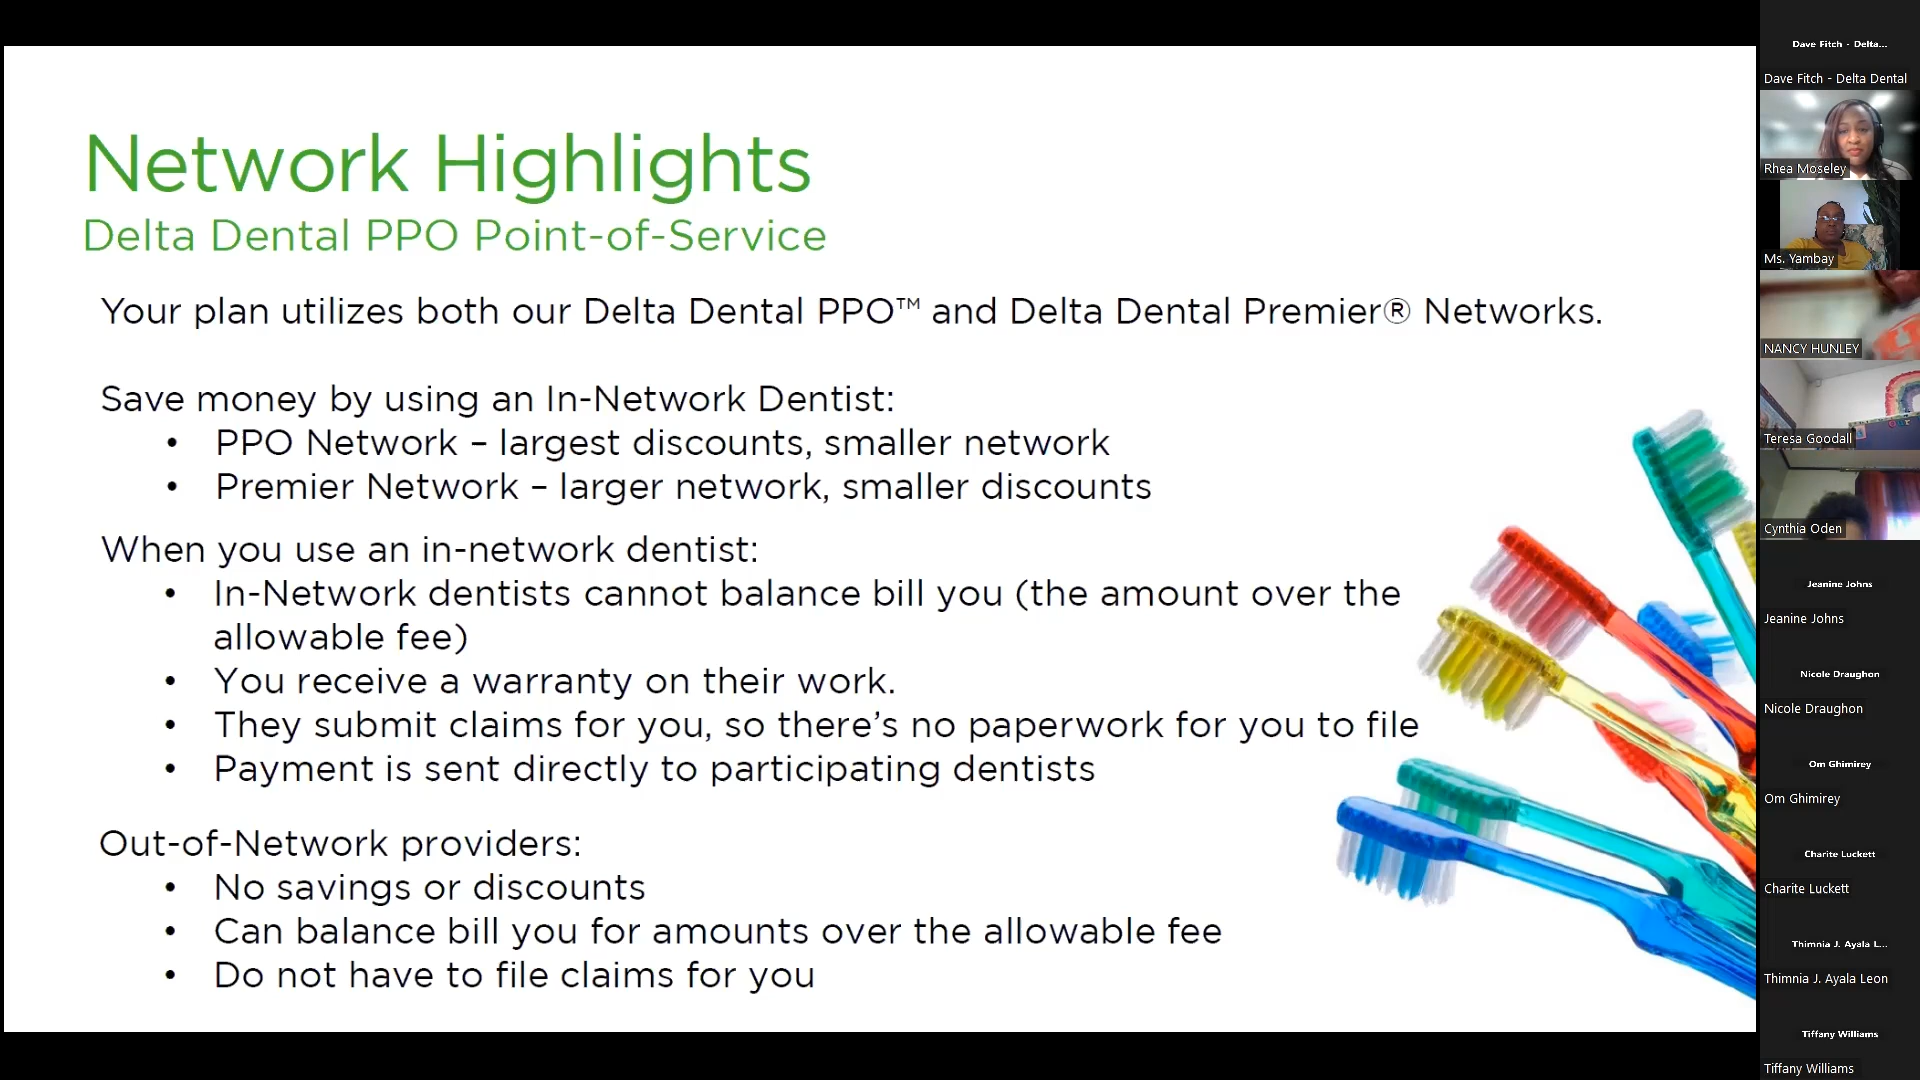 Network Highlights
Delta Dental PPO Point-of-Service
Your plan utilizes both our Delta Dental PPO™ and Delta Dental Premier® Networks.
Save money by using an In-Network Dentist:
• PPO Network – largest discounts, smaller network
• Premier Network – larger network, smaller discounts
When you use an in-network dentist:
• In-Network dentists cannot balance bill you (the amount over the
allowable fee)
• You receive a warranty on their work.
• They submit claims for you, so there’s no paperwork for you to file
• Payment is sent directly to participating dentists
Out-of-Network providers:
• No savings or discounts
• Can balance bill you for amounts over the allowable fee
• Do not have to file claims for you
Dave Fitch - Delta...
Dave Fitch - Delta Dental
Rhea Moseley
Ms. Yambay
NANCY HUNLEY
Teresa Goodall
Cynthia Oden
Jeanine Johns
Jeanine Johns
Nicole Draughon
Nicole Draughon
Om Ghimirey
Om Ghimirey
Charite Luckett
Charite Luckett
Thimnia J. Ayala L...
Thimnia J. Ayala Leon
Tiffany Williams
Tiffany Williams